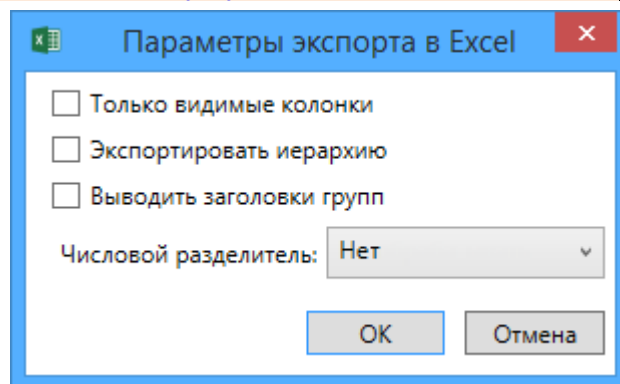 Параметры экспорта в Excel
Только видимые колонки
Экспортировать иерархию
Выводить заголовки групп
Числовой разделитель: Нет
OK Отмена